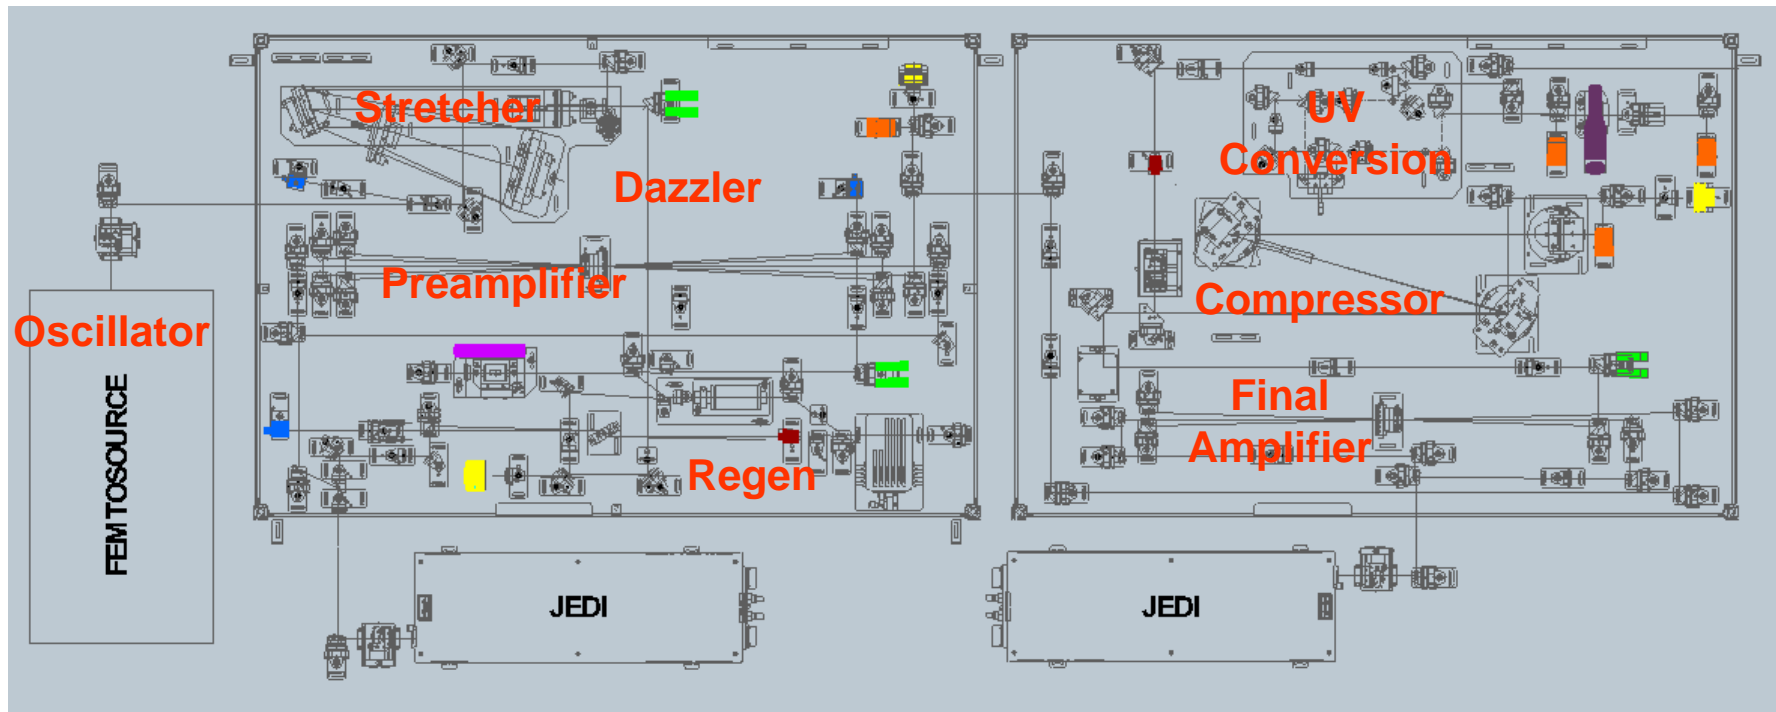 Stretcher
UV
Conversion
Dazzler
Preamplifier
Compressor
Oscillator
FEMTOSOURCE
Final
Amplifier
Regen
JEDI
JEDI